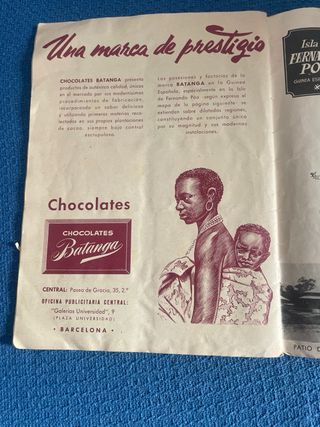 Una marca de prestigio
CHOCOLATES BATANGA presenta
productos de auténtica calidad, únicos
en el mercado por sus modernísimos
procedimientos de fabricación,
incorporando un sabor delicioso
y utilizando primeras materias reco-
lectadas en sus propias plantaciones
de cacao, siempre bajo control
escrupuloso.
Las posesiones y factorías de la
marca BATANGA en la Guinea
Española, especialmente en la Isla
de Fernando Póo según expresa el
mapa de la página siguiente se
extienden sobre dilatadas regiones,
constituyendo un conjunto único
por su magnitud y sus modernas
instalaciones.
Isla
FERNA
PO
GUINEA ES
Chocolates
CHOCOLATES
Batanga
CENTRAL: Paseo de Gracia, 35, 2.º
OFICINA PUBLICITARIA CENTRAL:
"Galerías Universidad", 9
(PLAZA UNIVERSIDAD)
• BARCELONA •
PATIO D